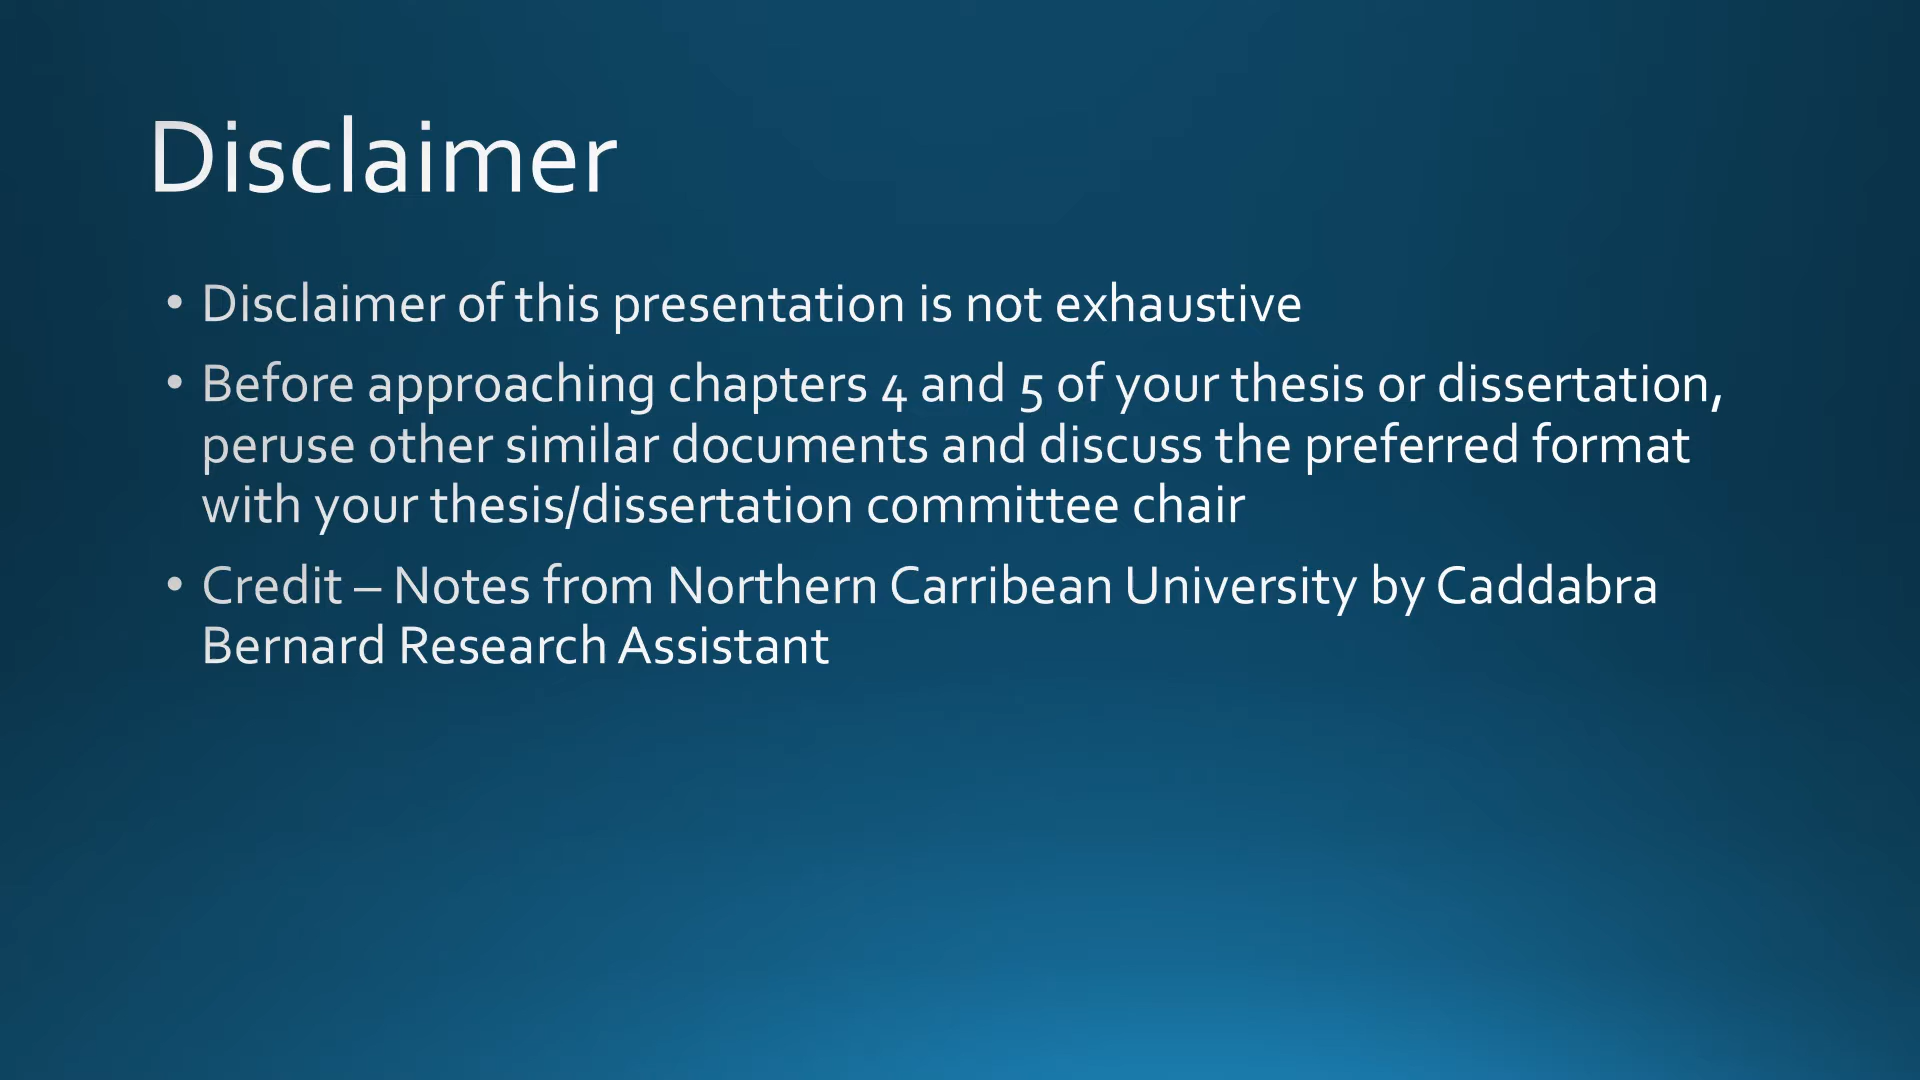 Disclaimer
• Disclaimer of this presentation is not exhaustive
• Before approaching chapters 4 and 5 of your thesis or dissertation,
peruse other similar documents and discuss the preferred format
with your thesis/dissertation committee chair
• Credit – Notes from Northern Carribean University by Caddabra
Bernard Research Assistant